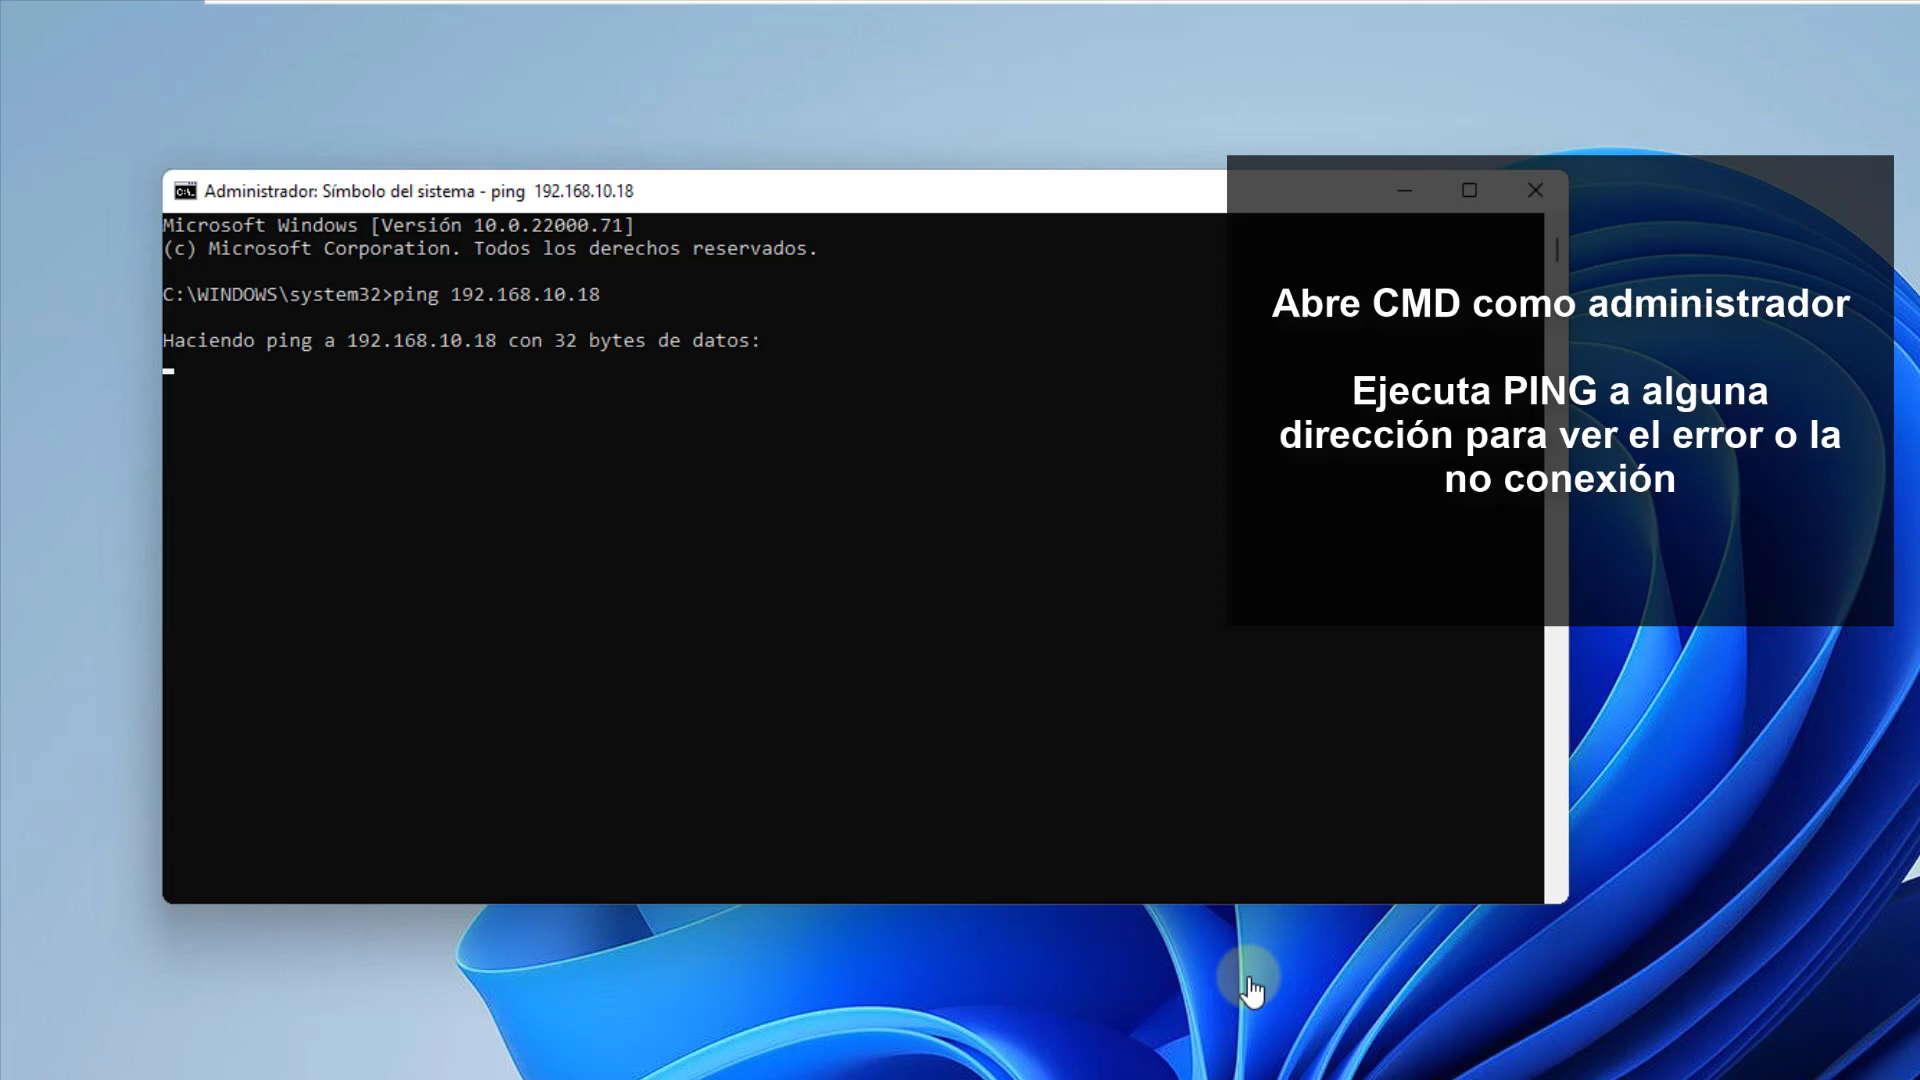 Administrador: Símbolo del sistema - ping  192.168.10.18
Microsoft Windows [Versión 10.0.22000.71]
(c) Microsoft Corporation. Todos los derechos reservados.
C:\WINDOWS\system32>ping 192.168.10.18
Haciendo ping a 192.168.10.18 con 32 bytes de datos:
Abre CMD como administrador
Ejecuta PING a alguna
dirección para ver el error o la
no conexión